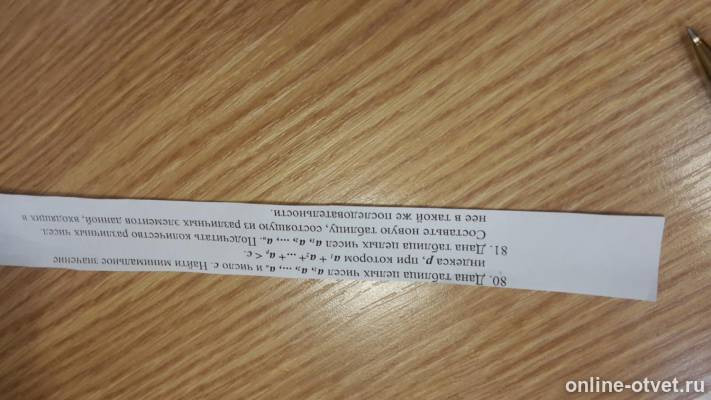 80. Дана таблица целых чисел a₁, a₂, a₃, ..., aₙ и число c. Найти минимальное значение
индекса p, при котором a₁ + a₂+ ...+ aₚ < c.
81. Дана таблица целых чисел a₁, a₂, a₃, ..., aₙ. Подсчитать количество различных чисел.
Составьте новую таблицу, состоящую из различных элементов данной, входящих в
нее в такой же последовательности.
online-otvet.ru